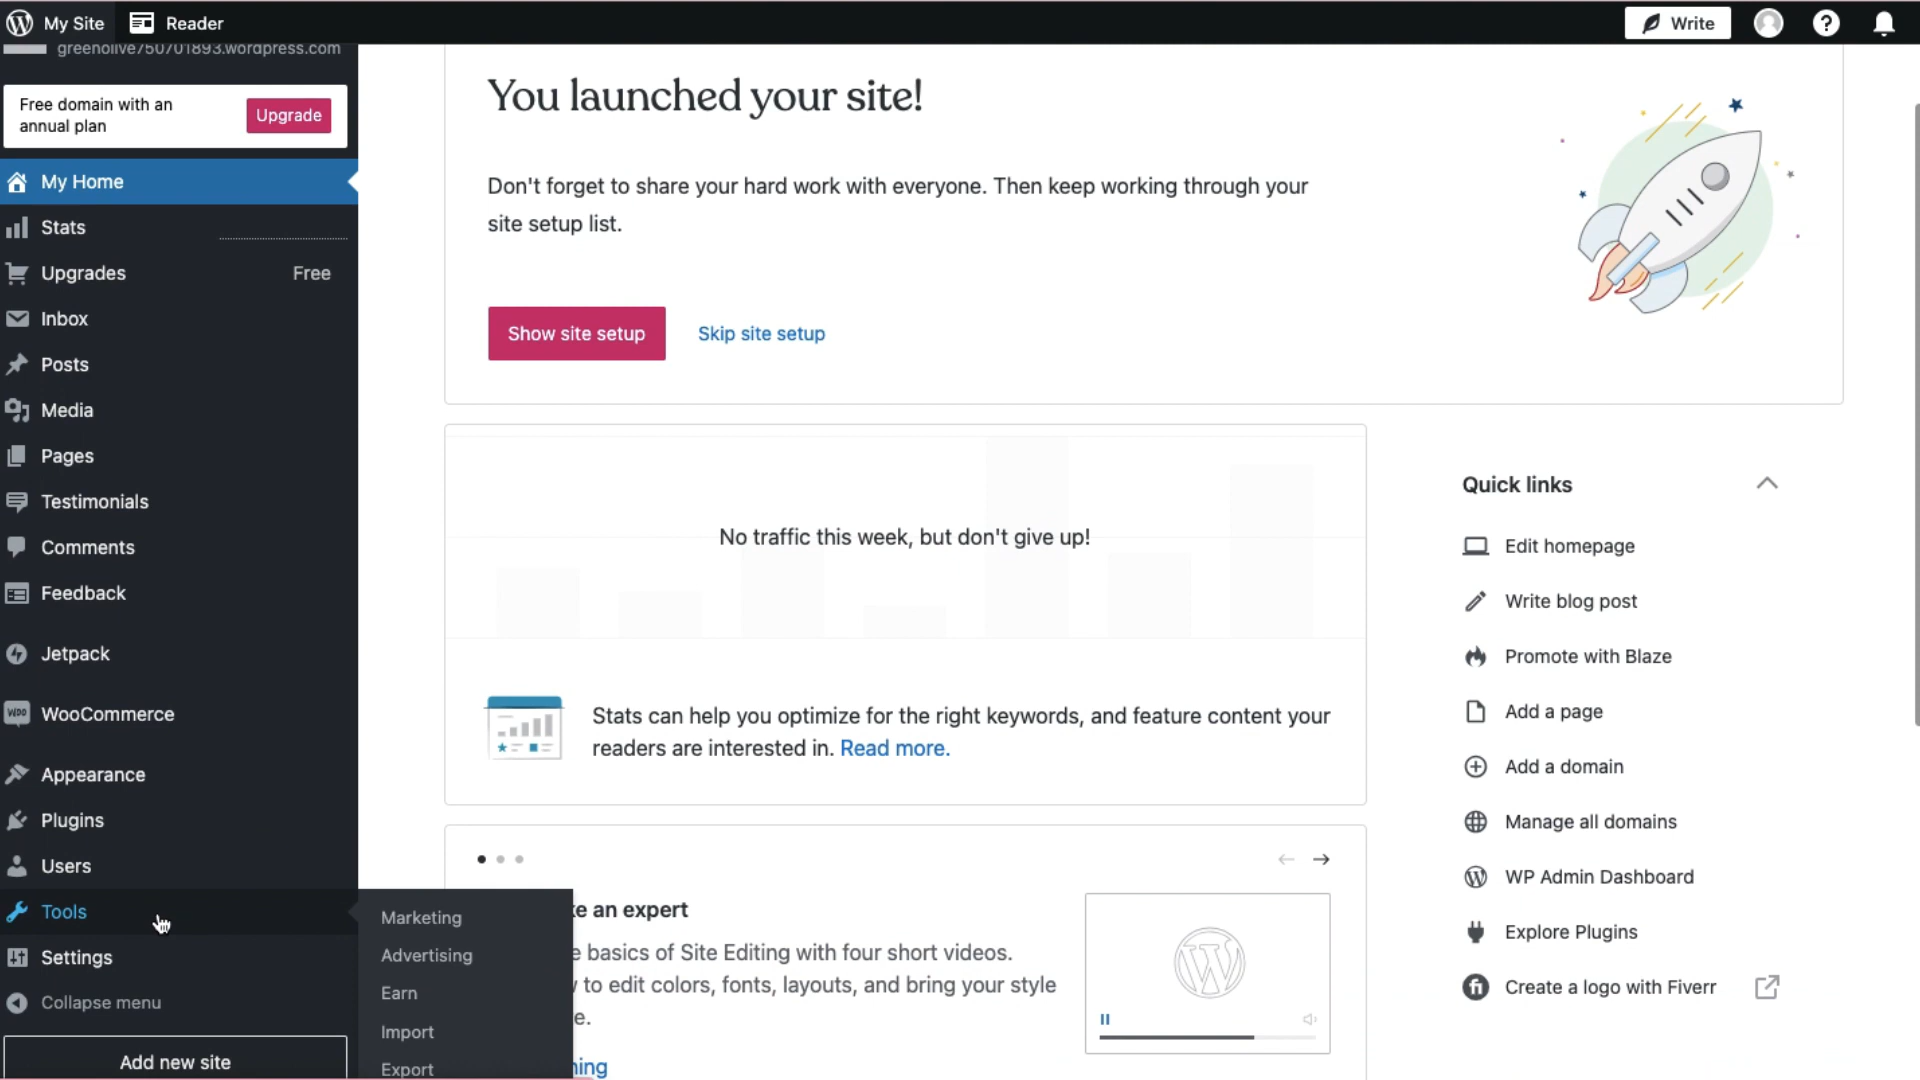 My Site
Reader
Write
greenolive750701893.wordpress.com
Free domain with an
annual plan
Upgrade
My Home
Stats
Upgrades
Free
Inbox
Posts
Media
Pages
Testimonials
Comments
Feedback
Jetpack
WooCommerce
Appearance
Plugins
Users
Tools
Settings
Collapse menu
Add new site
Marketing
Advertising
Earn
Import
Export
You launched your site!
Don't forget to share your hard work with everyone. Then keep working through your
site setup list.
Show site setup
Skip site setup
No traffic this week, but don't give up!
Stats can help you optimize for the right keywords, and feature content your
readers are interested in. Read more.
ke an expert
e basics of Site Editing with four short videos.
to edit colors, fonts, layouts, and bring your style
e.
ning
Quick links
Edit homepage
Write blog post
Promote with Blaze
Add a page
Add a domain
Manage all domains
WP Admin Dashboard
Explore Plugins
fi
Create a logo with Fiverr